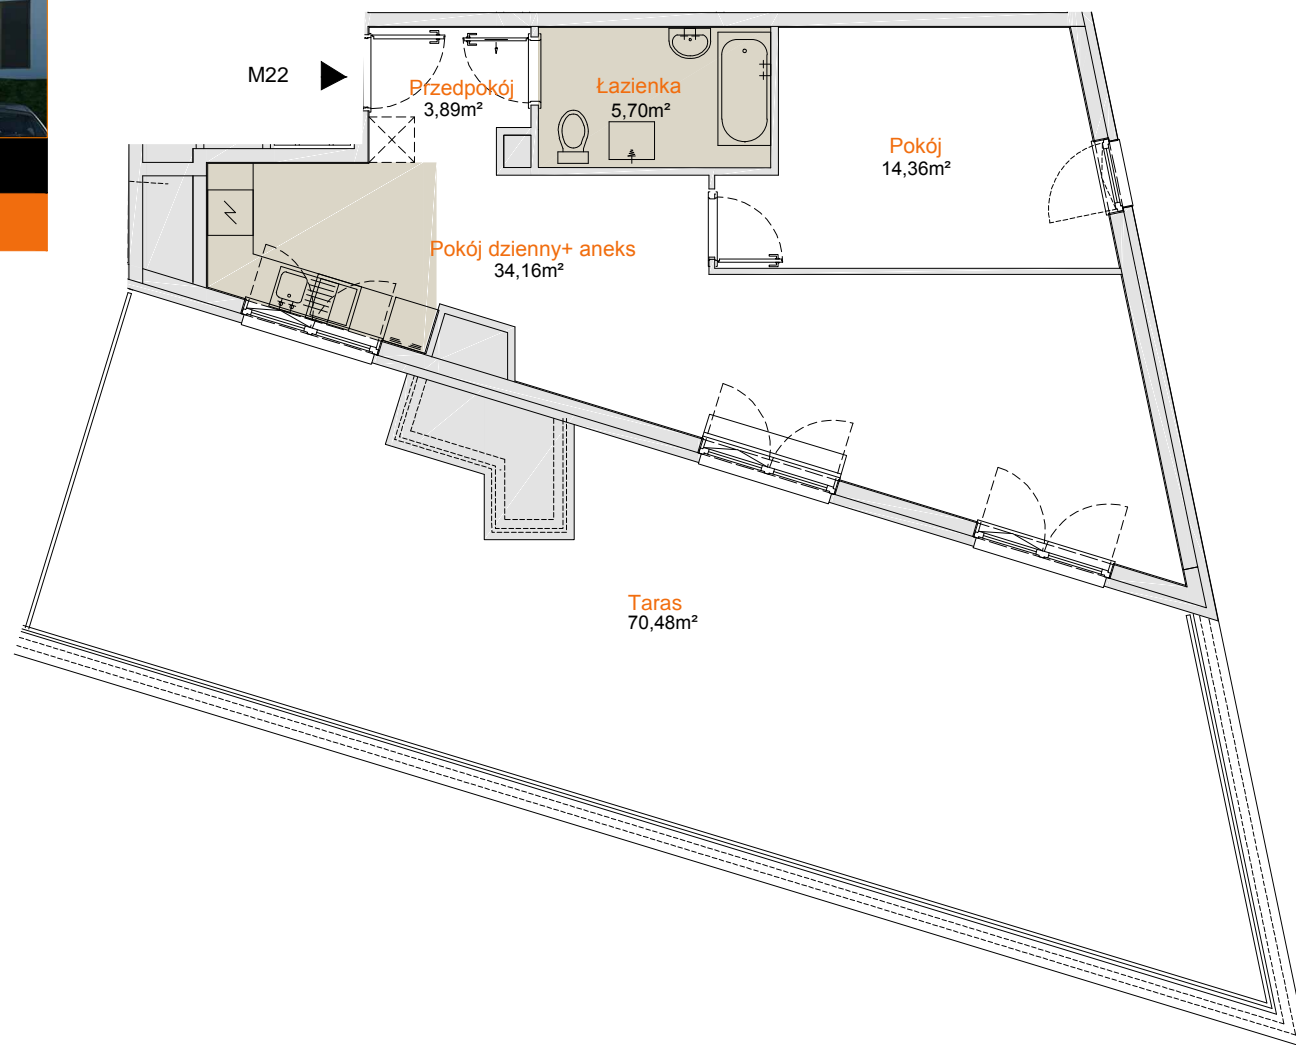 M22
Przedpokój
3,89m²
Łazienka
5,70m²
Pokój
14,36m²
Pokój dzienny+ aneks
34,16m²
Taras
70,48m²